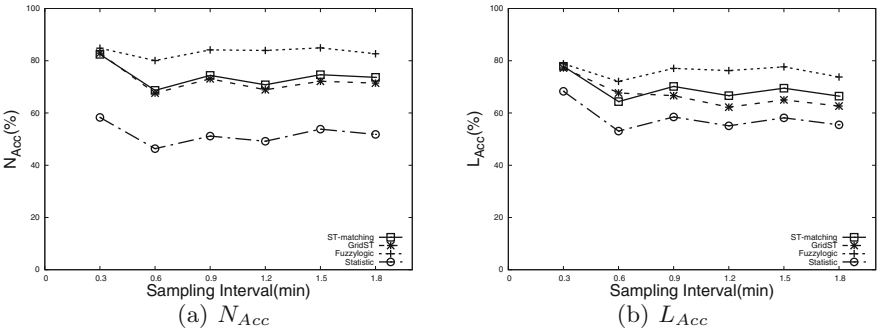 100
80
60
40
20
0
N_Acc(%)
0 0.3 0.6 0.9 1.2 1.5 1.8
Sampling Interval(min)
ST-matching
GridST
Fuzzylogic
Statistic
(a) N_Acc
100
80
60
40
20
0
L_Acc(%)
0 0.3 0.6 0.9 1.2 1.5 1.8
Sampling Interval(min)
ST-matching
GridST
Fuzzylogic
Statistic
(b) L_Acc